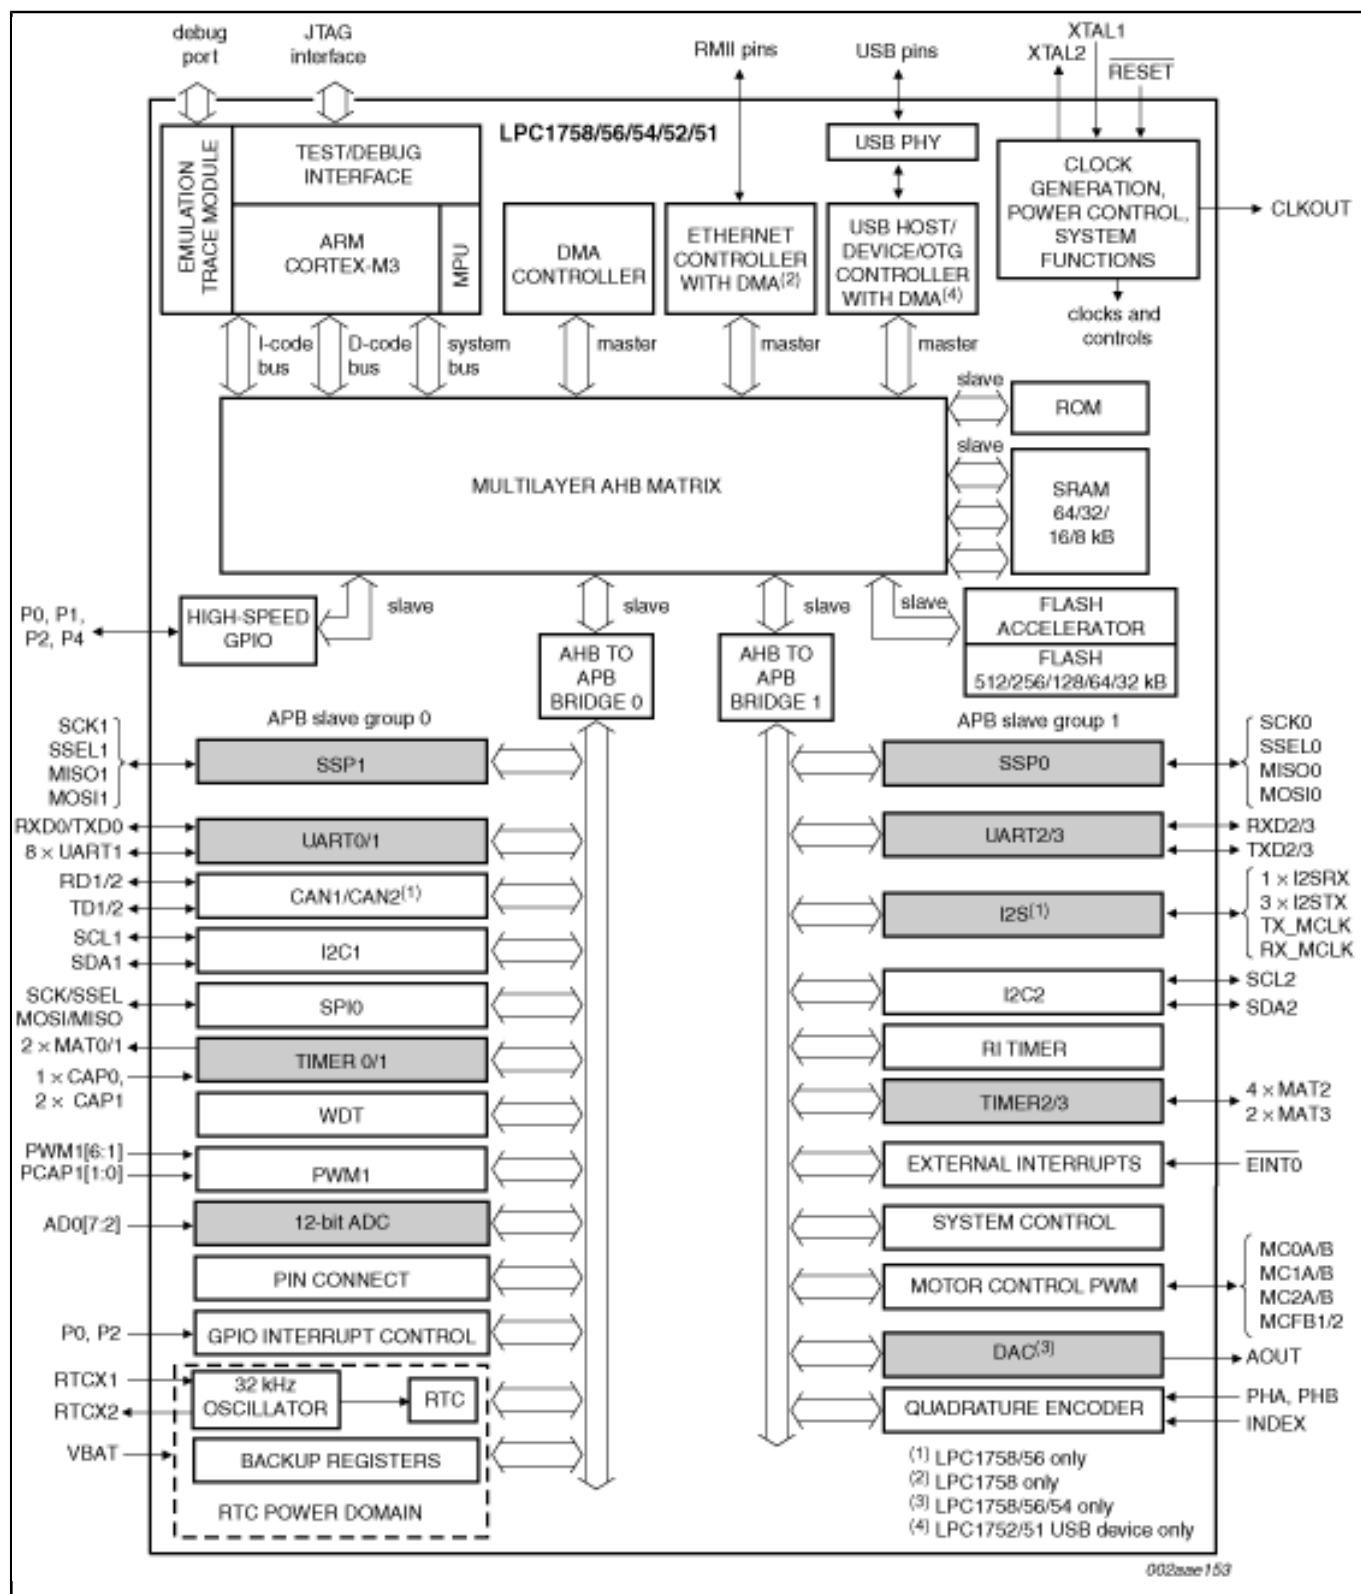 debug
port
JTAG
interface
RMII pins
USB pins
XTAL1
XTAL2
RESET
LPC1758/56/54/52/51
EMULATION
TRACE MODULE
TEST/DEBUG
INTERFACE
ARM
CORTEX-M3
MPU
DMA
CONTROLLER
ETHERNET
CONTROLLER
WITH DMA(2)
USB PHY
USB HOST/
DEVICE/OTG
CONTROLLER
WITH DMA(4)
CLOCK
GENERATION,
POWER CONTROL,
SYSTEM
FUNCTIONS
CLKOUT
clocks and
controls
I-code
bus
D-code
bus
system
bus
master
master
master
slave
ROM
slave
SRAM
64/32/
16/8 kB
MULTILAYER AHB MATRIX
P0, P1,
P2, P4
HIGH-SPEED
GPIO
slave
slave
slave
slave
AHB TO
APB
BRIDGE 0
AHB TO
APB
BRIDGE 1
FLASH
ACCELERATOR
FLASH
512/256/128/64/32 kB
APB slave group 0
SCK1
SSEL1
MISO1
MOSI1
SSP1
RXD0/TXD0
8 × UART1
UART0/1
RD1/2
TD1/2
CAN1/CAN2(1)
SCL1
SDA1
I2C1
SCK/SSEL
MOSI/MISO
SPI0
2 × MAT0/1
1 × CAP0,
2 × CAP1
TIMER 0/1
WDT
PWM1[6:1]
PCAP1[1:0]
PWM1
AD0[7:2]
12-bit ADC
PIN CONNECT
P0, P2
GPIO INTERRUPT CONTROL
RTCX1
RTCX2
32 kHz
OSCILLATOR
RTC
VBAT
BACKUP REGISTERS
RTC POWER DOMAIN
APB slave group 1
SSP0
SCK0
SSEL0
MISO0
MOSI0
UART2/3
RXD2/3
TXD2/3
I2S(1)
1 × I2SRX
3 × I2STX
TX_MCLK
RX_MCLK
I2C2
SCL2
SDA2
RI TIMER
TIMER2/3
4 × MAT2
2 × MAT3
EXTERNAL INTERRUPTS
EINT0
SYSTEM CONTROL
MOTOR CONTROL PWM
MC0A/B
MC1A/B
MC2A/B
MCFB1/2
DAC(3)
AOUT
QUADRATURE ENCODER
PHA, PHB
INDEX
(1) LPC1758/56 only
(2) LPC1758 only
(3) LPC1758/56/54 only
(4) LPC1752/51 USB device only
002aae153